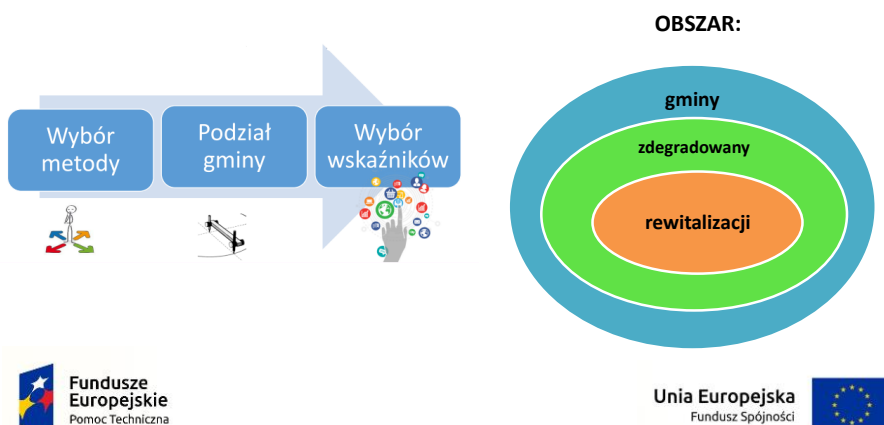 OBSZAR:
Wybór
metody
Podział
gminy
Wybór
wskaźników
gminy
zdegradowany
rewitalizacji
Fundusze
Europejskie
Pomoc Techniczna
Unia Europejska
Fundusz Spójności